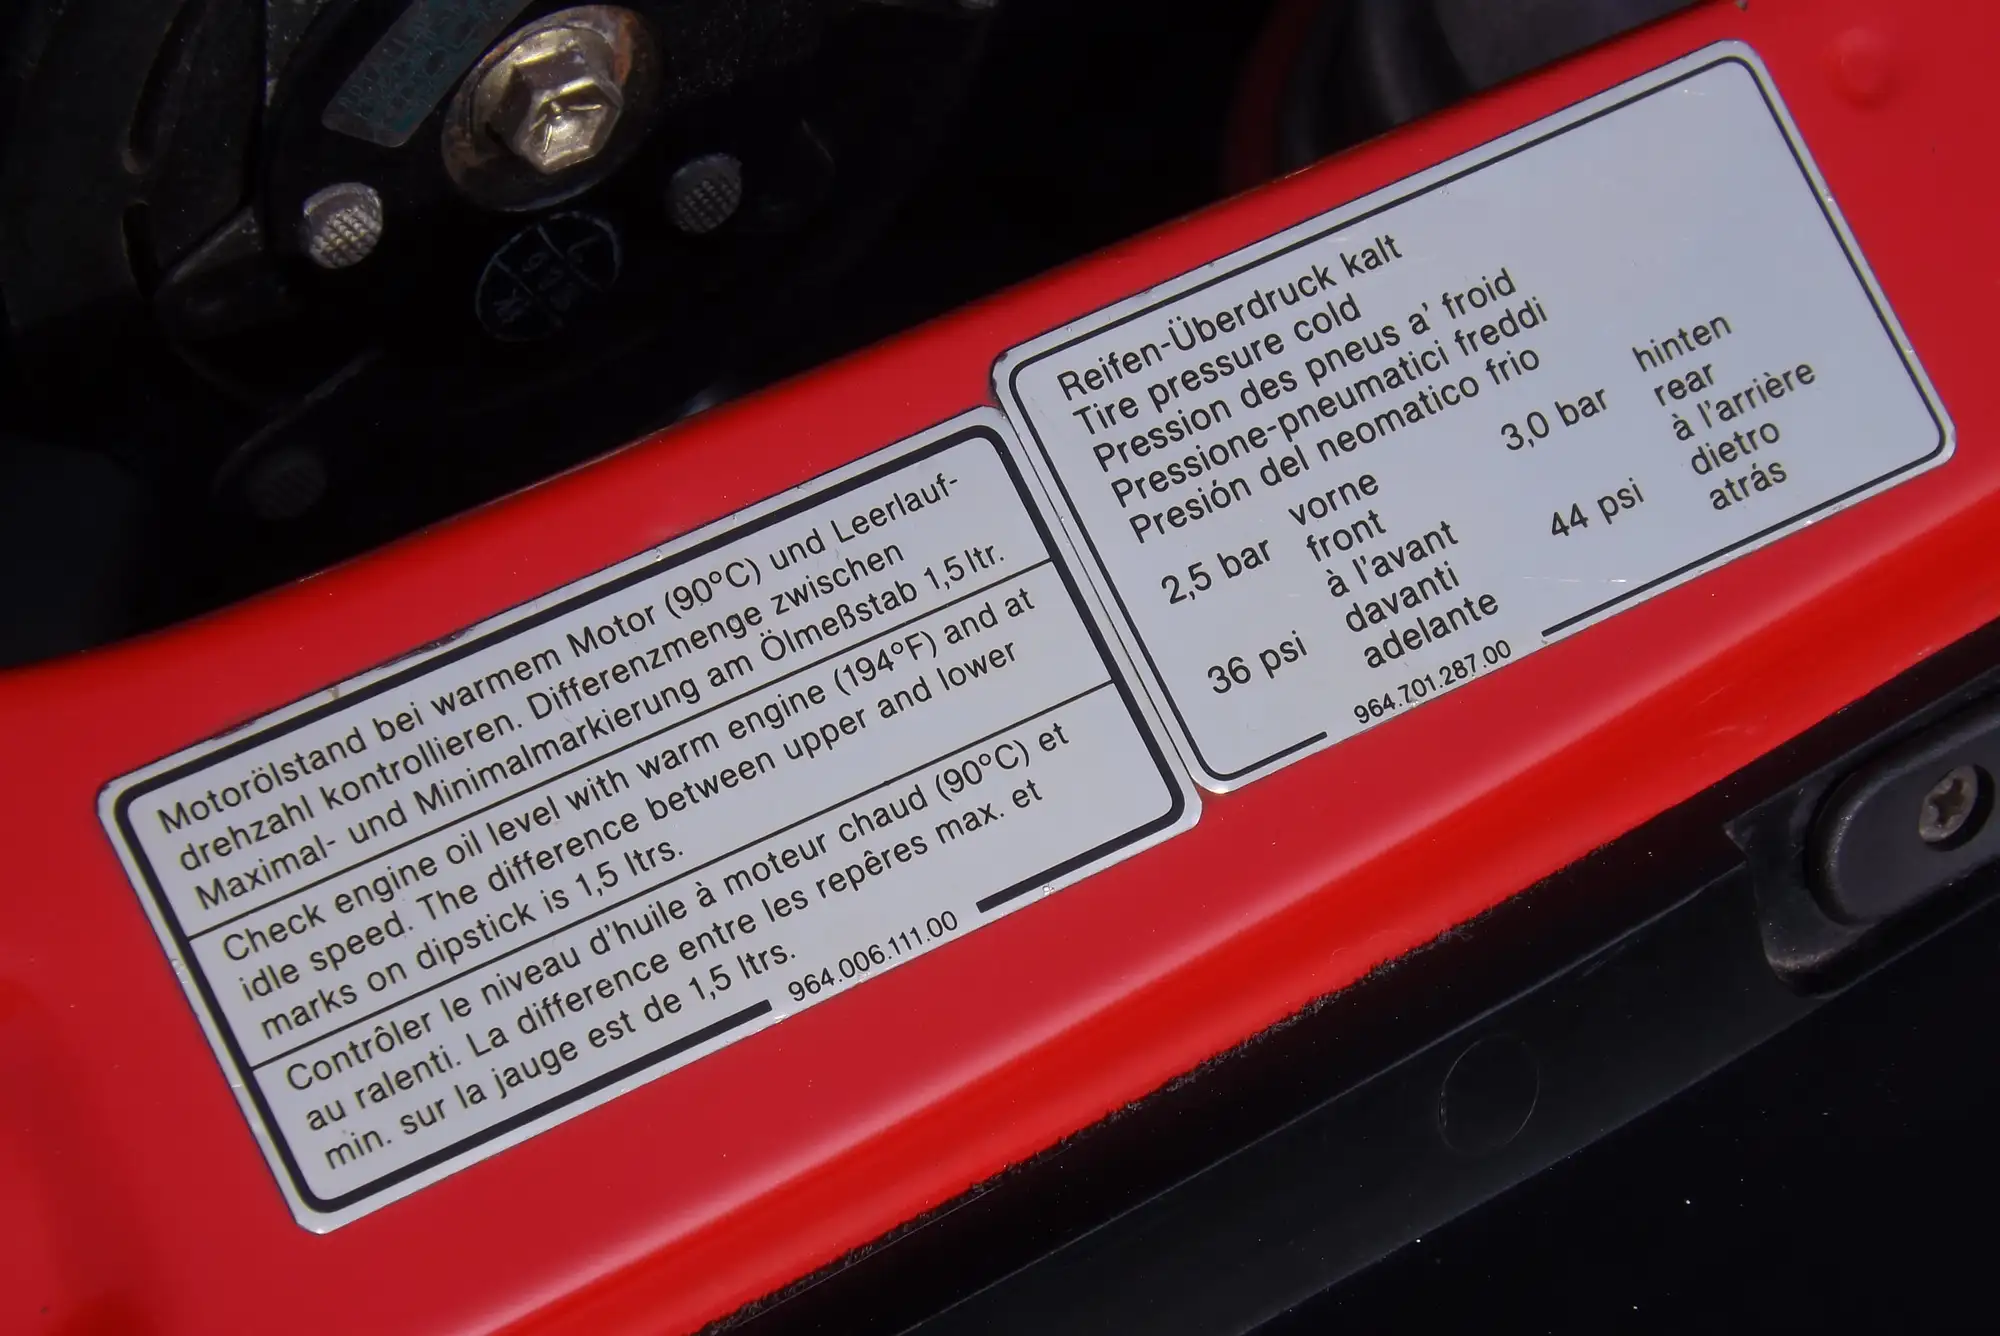 Motorölstand bei warmem Motor (90°C) und Leerlauf-
drehzahl kontrollieren. Differenzmenge zwischen
Maximal- und Minimalmarkierung am Ölmeßstab 1,5 ltr.
Check engine oil level with warm engine (194°F) and at
idle speed. The difference between upper and lower
marks on dipstick is 1,5 ltrs.
Contrôler le niveau d'huile à moteur chaud (90°C) et
au ralenti. La difference entre les repêres max. et
min. sur la jauge est de 1,5 ltrs.
964.006.111.00
Reifen-Überdruck kalt
Tire pressure cold
Pression des pneus a' froid
Pressione-pneumatici freddi
Presión del neomatico frio
2,5 bar
36 psi
vorne
front
à l'avant
davanti
adelante
3,0 bar
44 psi
hinten
rear
à l'arrière
dietro
atrás
964.701.287.00